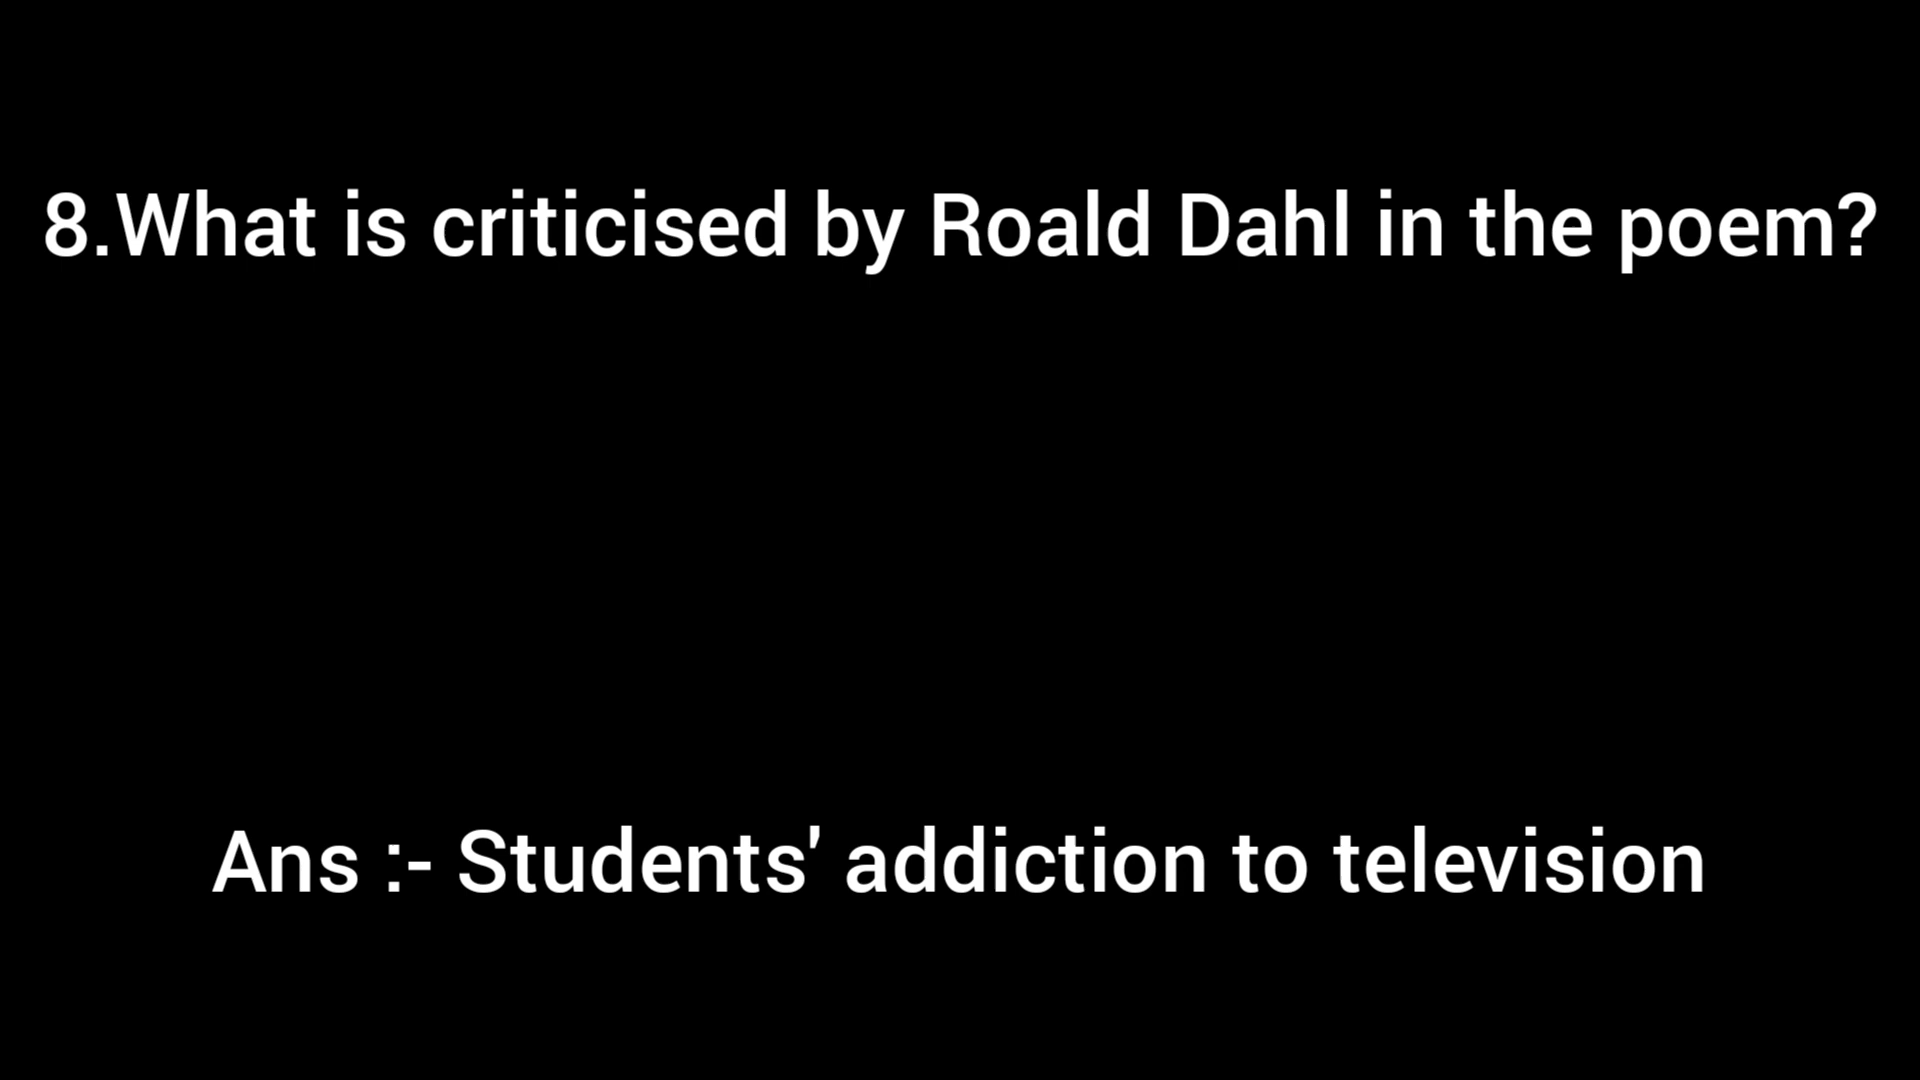 8.What is criticised by Roald Dahl in the poem?
Ans :- Students' addiction to television